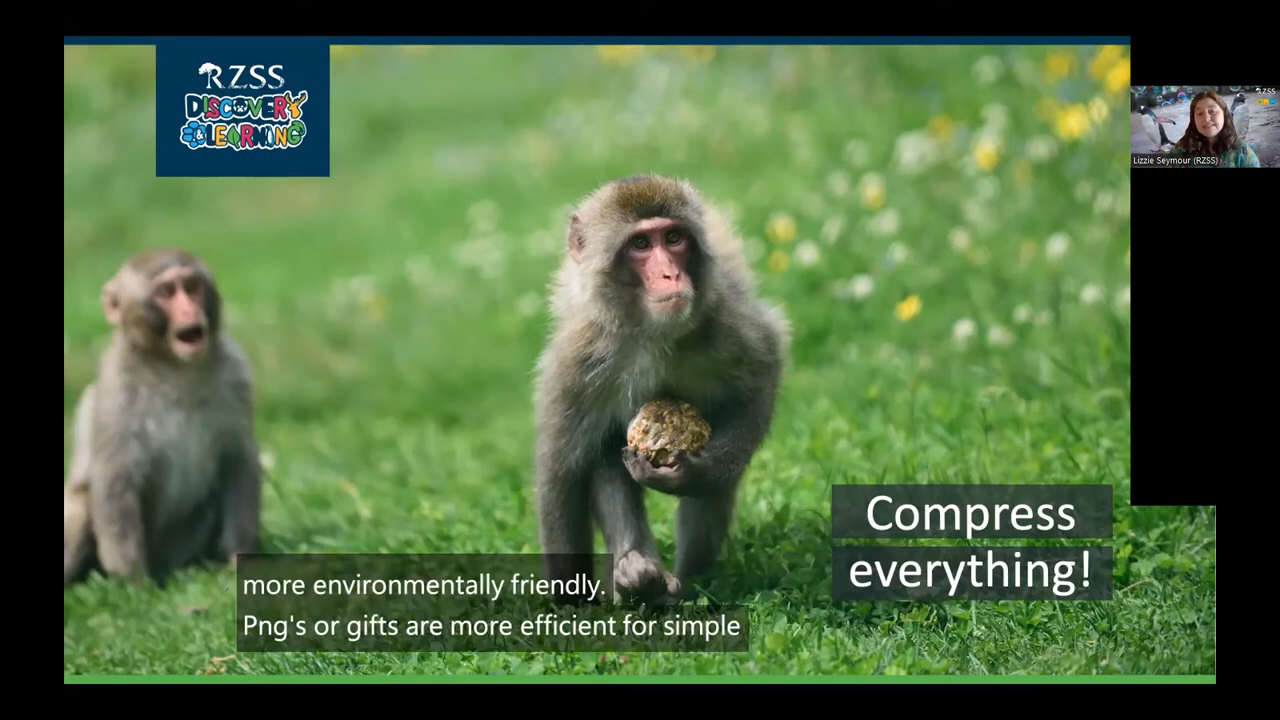 RZSS
DISCOVERY
&LEARNING
RZSS
Lizzie Seymour (RZSS)
Compress
everything!
more environmentally friendly.
Png's or gifts are more efficient for simple